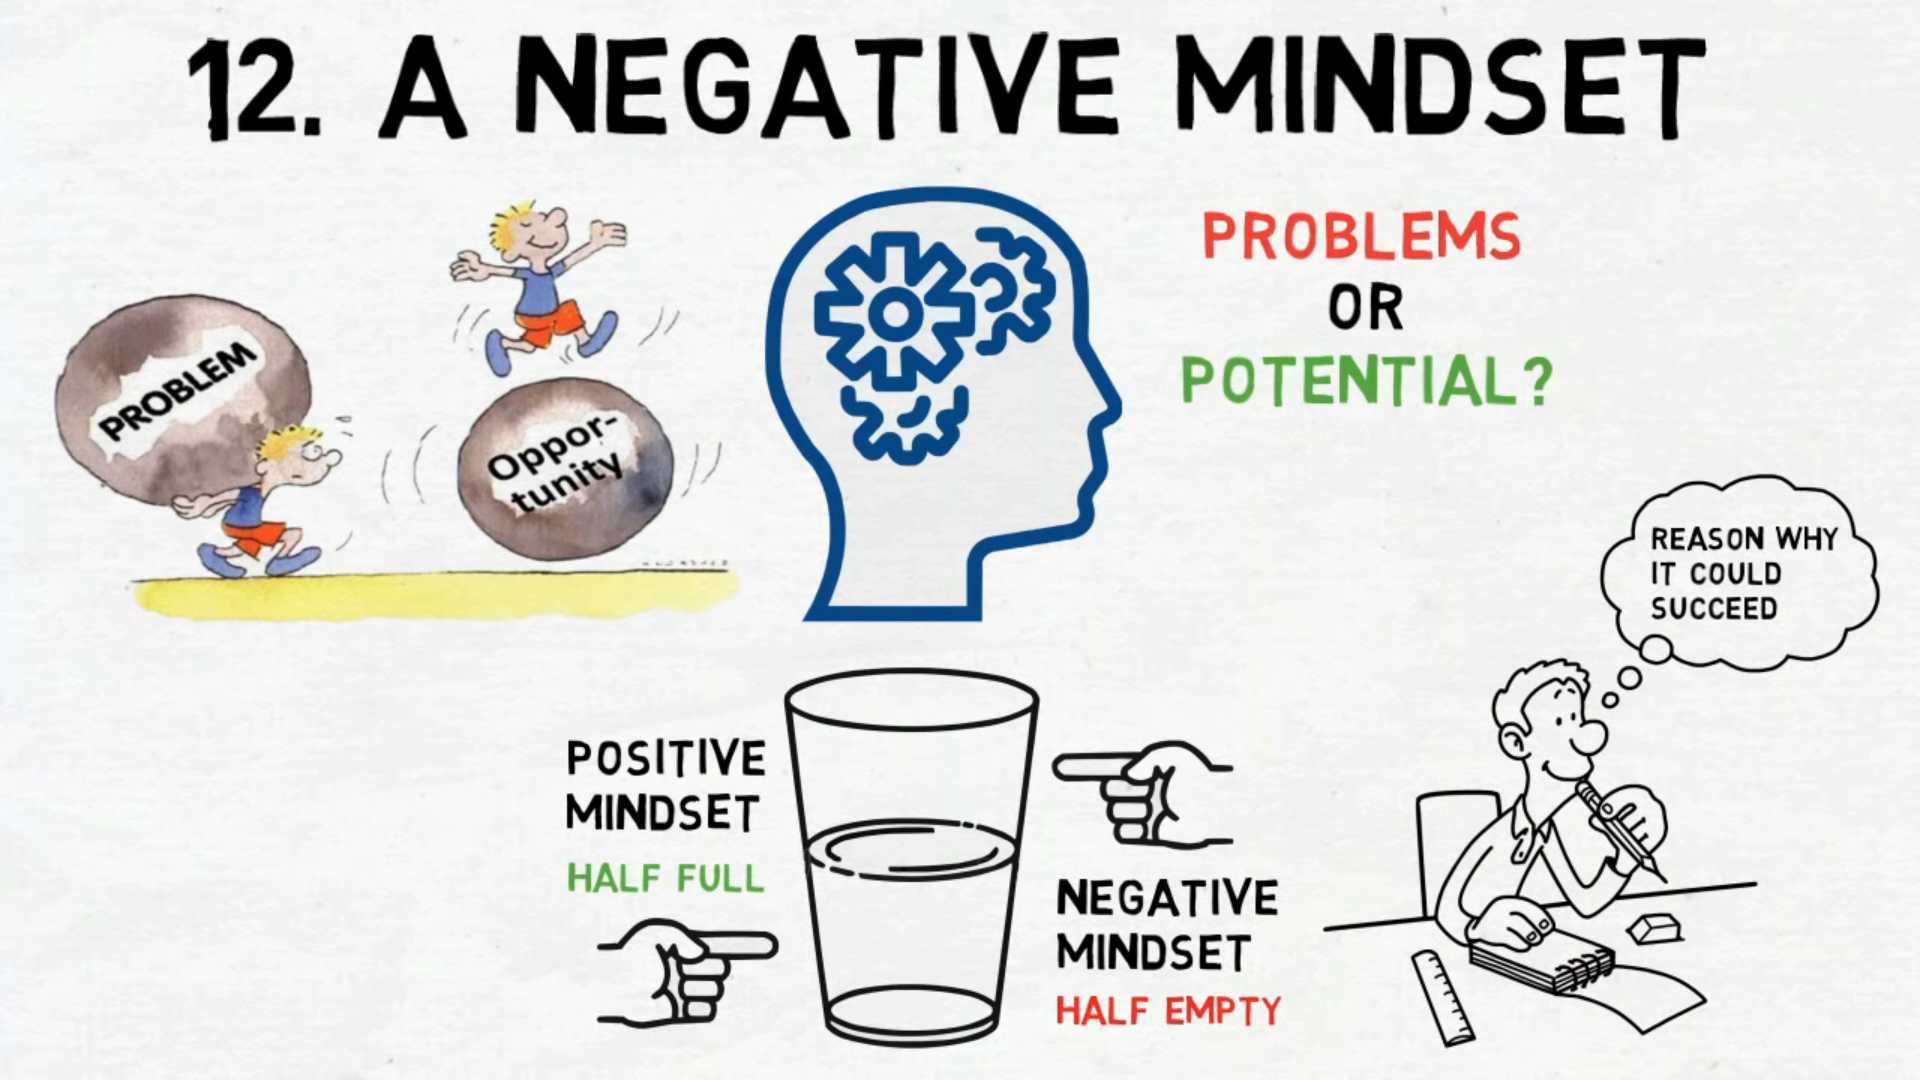 12. A NEGATIVE MINDSET
PROBLEM
Oppor-
tunity
PROBLEMS
OR
POTENTIAL?
REASON WHY
IT COULD
SUCCEED
POSITIVE
MINDSET
HALF FULL
NEGATIVE
MINDSET
HALF EMPTY